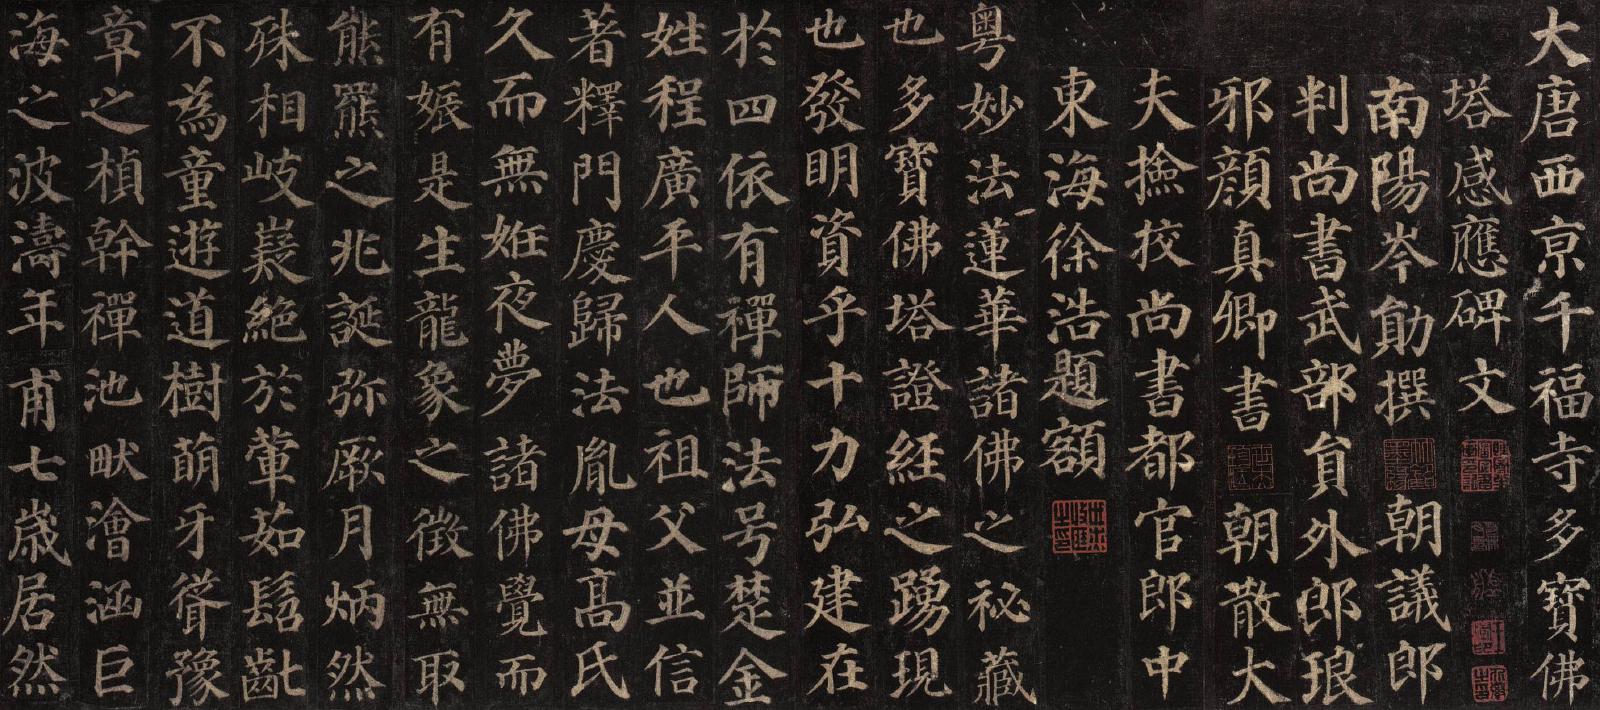 大唐西京千福寺多寶佛
塔感應碑文
南陽岑勛撰 朝議郎
判尚書武部員外郎琅
邪顏真卿書 朝散大
夫撿挍尚書都官郎中
東海徐浩題額
粵妙法蓮華諸佛之祕藏
也多寶佛塔證經之踴現
也發明資乎十力弘建在
於四依有禪師法号楚金
姓程廣平人也祖父並信
著釋門慶歸法胤母高氏
久而無姙夜夢諸佛覺而
有娠是生龍象之徵無取
熊羆之兆誕弥厥月炳然
殊相岐嶷絕於葷茹髫齔
不為童遊道樹萌牙聳豫
章之楨幹禪池畎澮涵巨
海之波濤年甫七歲居然